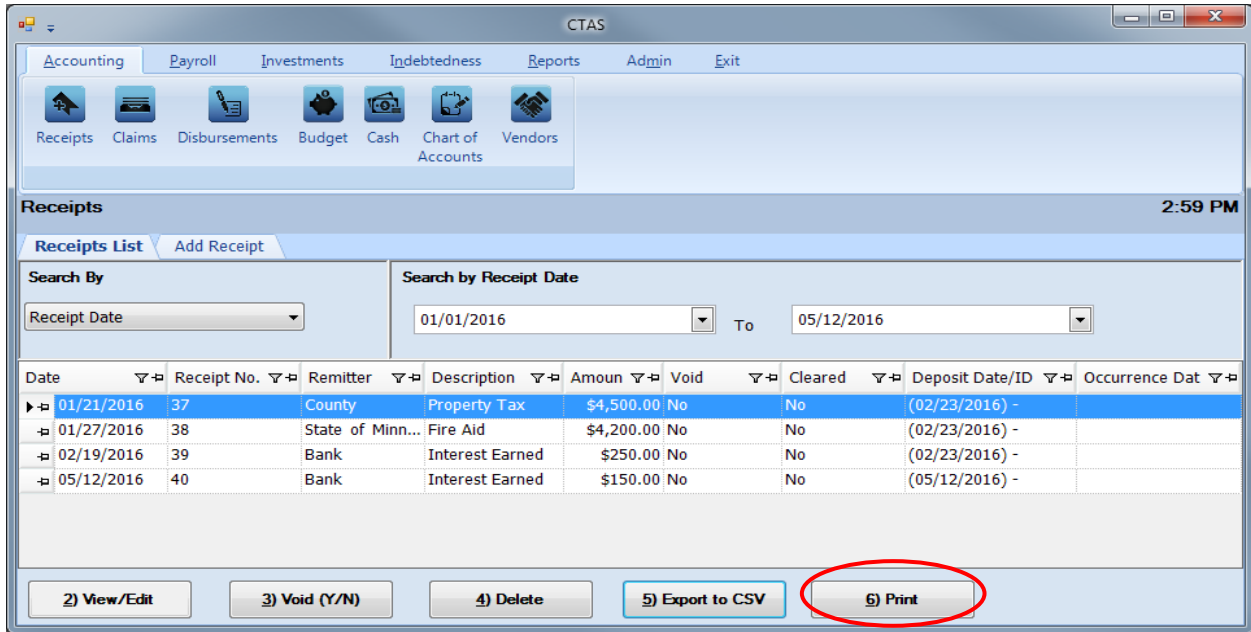 CTAS
Accounting Payroll Investments Indebtedness Reports Admin Exit
Receipts Claims Disbursements Budget Cash Chart of Accounts Vendors
Receipts 2:59 PM
Receipts List Add Receipt
Search By Search by Receipt Date
Receipt Date 01/01/2016 To 05/12/2016
Date Receipt No. Remitter Description Amoun Void Cleared Deposit Date/ID Occurrence Dat
01/21/2016 37 County Property Tax $4,500.00 No No (02/23/2016) -
01/27/2016 38 State of Minn... Fire Aid $4,200.00 No No (02/23/2016) -
02/19/2016 39 Bank Interest Earned $250.00 No No (02/23/2016) -
05/12/2016 40 Bank Interest Earned $150.00 No No (05/12/2016) -
2) View/Edit 3) Void (Y/N) 4) Delete 5) Export to CSV 6) Print